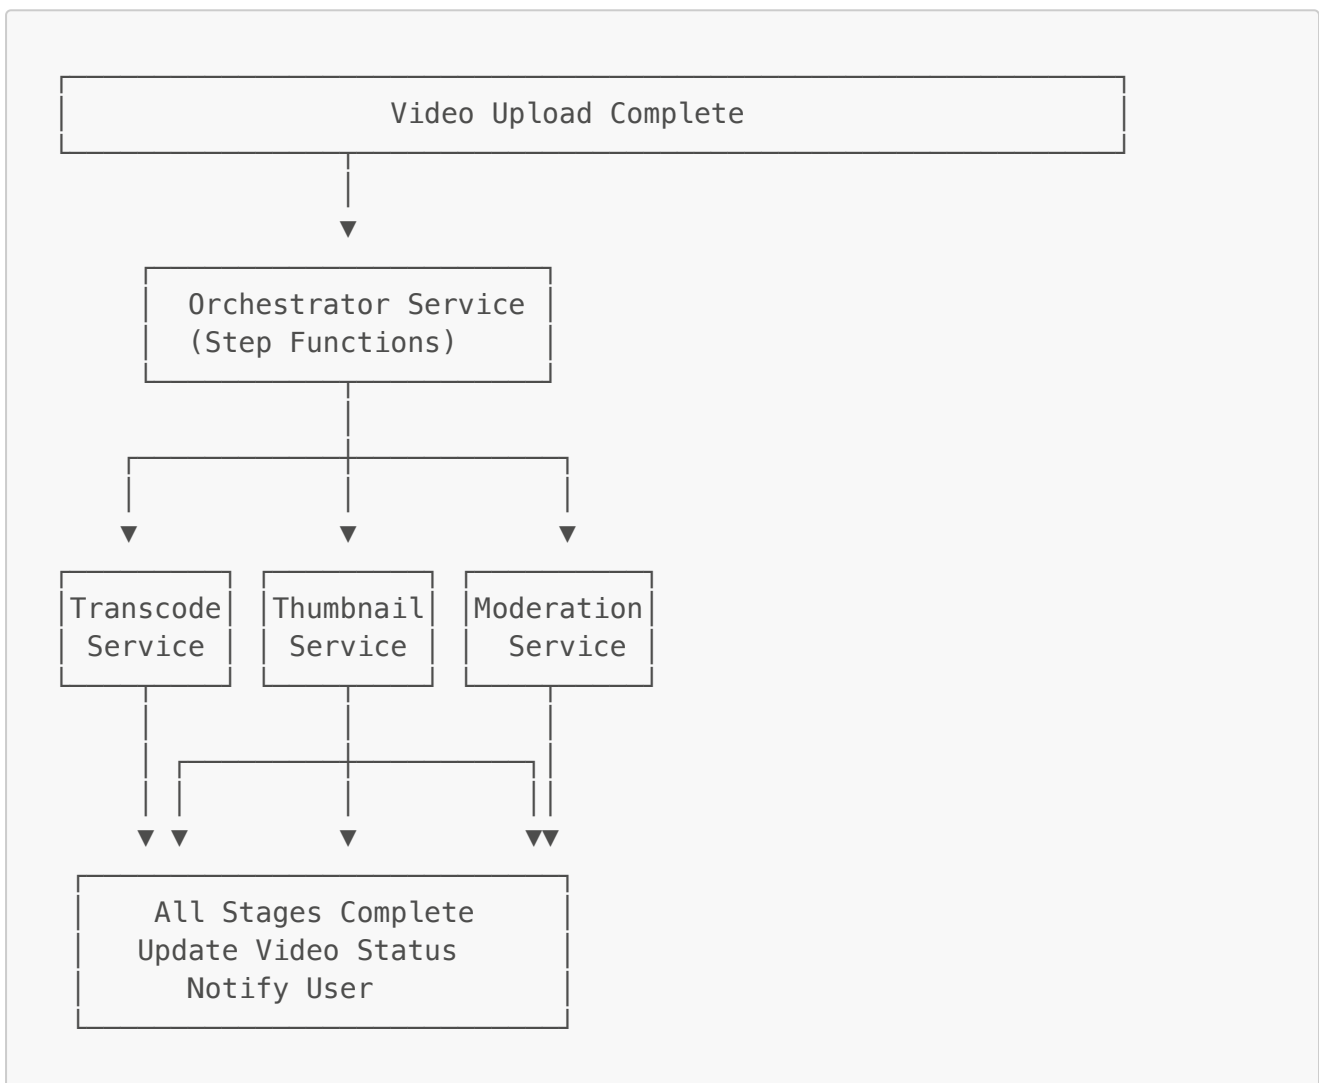 Video Upload Complete
Orchestrator Service
(Step Functions)
Transcode Thumbnail Moderation
Service Service Service
All Stages Complete
Update Video Status
Notify User